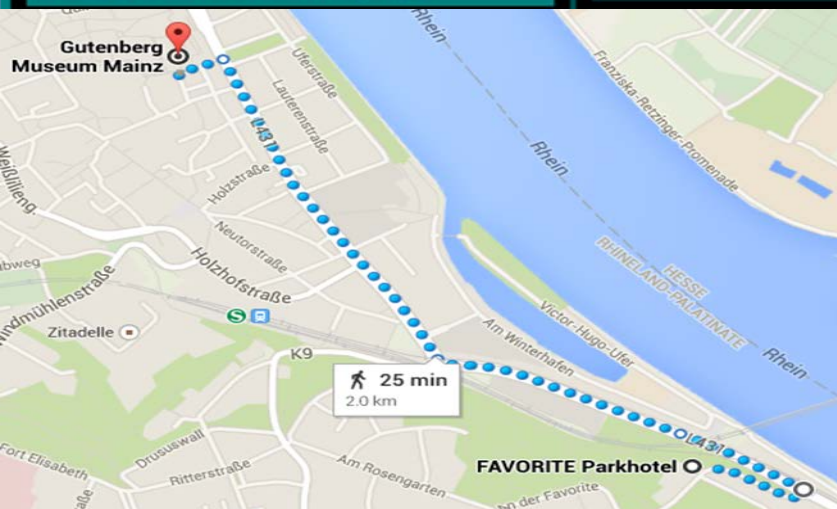 Gutenberg
Museum Mainz
Rhein
Uferstraße
Lauterenstraße
L431
Holzstraße
Neutorstraße
Holzhofstraße
Weißlilieng.
Windmühlenstraße
Zitadelle
S
K9
Rhein
Franziska-Retzinger-Promenade
HESSE
RHINELAND-PALATINATE
Victor-Hugo-Ufer
Am Winterhafen
Rhein
25 min
2.0 km
L431
FAVORITE Parkhotel
Drususwall
Fort Elisabeth
Ritterstraße
Am Rosengarten
An der Favorite